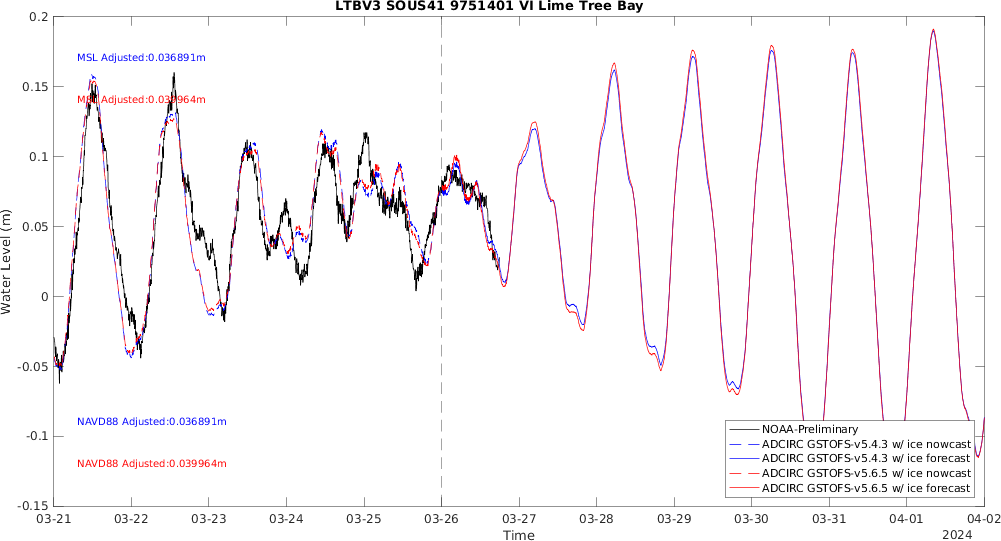 LTBV3 SOUS41 9751401 VI Lime Tree Bay
Water Level (m)
0.2
0.15
0.1
0.05
0
-0.05
-0.1
-0.15
MSL Adjusted:0.036891m
MSL Adjusted:0.039964m
NAVD88 Adjusted:0.036891m
NAVD88 Adjusted:0.039964m
NOAA-Preliminary
ADCIRC GSTOFS-v5.4.3 w/ ice nowcast
ADCIRC GSTOFS-v5.4.3 w/ ice forecast
ADCIRC GSTOFS-v5.6.5 w/ ice nowcast
ADCIRC GSTOFS-v5.6.5 w/ ice forecast
03-21 03-22 03-23 03-24 03-25 03-26 03-27 03-28 03-29 03-30 03-31 04-01 04-02
Time
2024